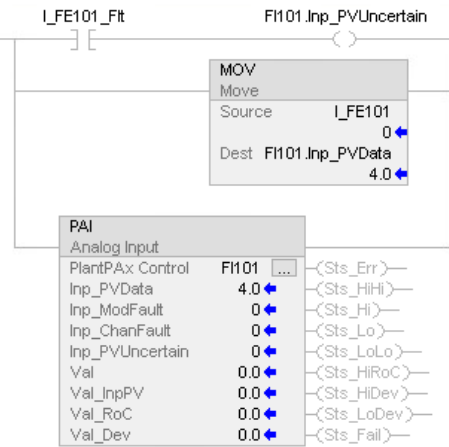 I_FE101_Flt FI101.Inp_PVUncertain
MOV
Move
Source I_FE101
0
Dest FI101.Inp_PVData
4.0
PAI
Analog Input
PlantPAx Control FI101 ...
Inp_PVData 4.0
Inp_ModFault 0
Inp_ChanFault 0
Inp_PVUncertain 0
Val 0.0
Val_InpPV 0.0
Val_RoC 0.0
Val_Dev 0.0
(Sts_Err)
(Sts_HiHi)
(Sts_Hi)
(Sts_Lo)
(Sts_LoLo)
(Sts_HiRoC)
(Sts_HiDev)
(Sts_LoDev)
(Sts_Fail)